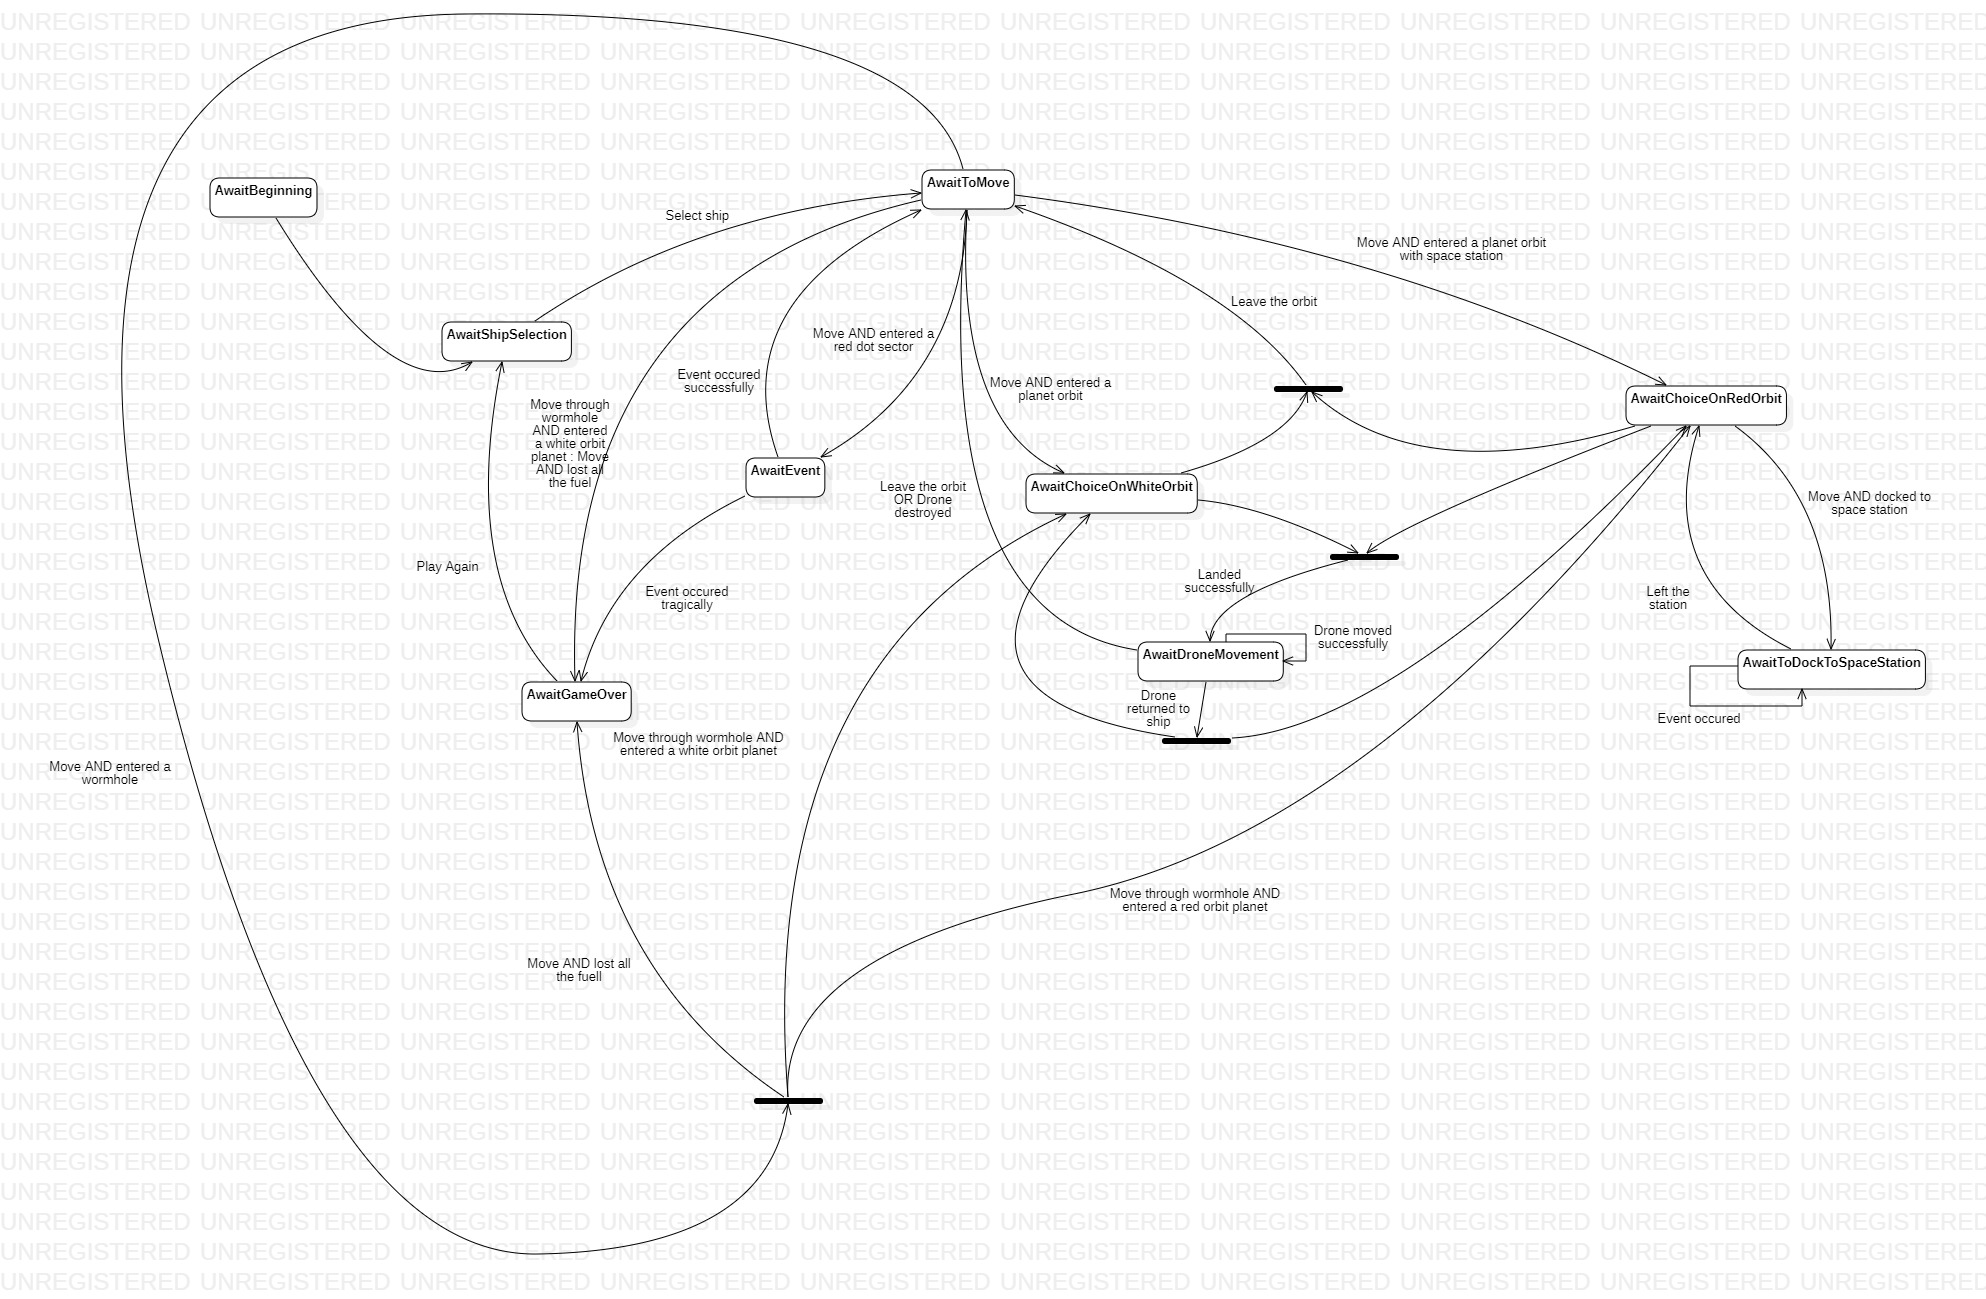 AwaitToMove
AwaitBeginning
Select ship
Move AND entered a planet orbit
with space station
Leave the orbit
AwaitShipSelection
Move AND entered a
red dot sector
Event occured
successfully
Move AND entered a
planet orbit
AwaitChoiceOnRedOrbit
Move through
wormhole
AND entered
a white orbit
planet : Move
AND lost all
the fuel
AwaitEvent
AwaitChoiceOnWhiteOrbit
Leave the orbit
OR Drone
destroyed
Move AND docked to
space station
Play Again
Landed
successfully
Event occured
tragically
Left the
station
Drone moved
successfully
AwaitDroneMovement
AwaitToDockToSpaceStation
AwaitGameOver
Drone
returned to
ship
Event occured
Move through wormhole AND
entered a white orbit planet
Move AND entered a
wormhole
Move through wormhole AND
entered a red orbit planet
Move AND lost all
the fuell
UNREGISTERED